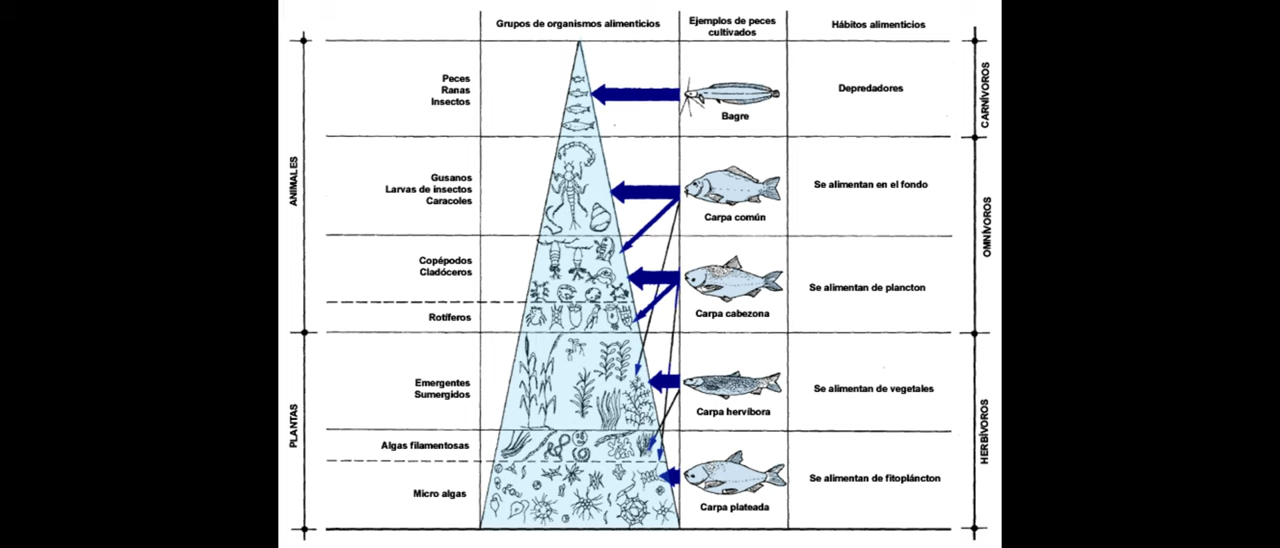 Grupos de organismos alimenticios
Ejemplos de peces
cultivados
Hábitos alimenticios
ANIMALES
PLANTAS
Peces
Ranas
Insectos
Bagre
Depredadores
CARNÍVOROS
Gusanos
Larvas de insectos
Caracoles
Carpa común
Se alimentan en el fondo
OMNÍVOROS
Copépodos
Cladóceros
Rotíferos
Carpa cabezona
Se alimentan de plancton
Emergentes
Sumergidos
Carpa hervíbora
Se alimentan de vegetales
HERBÍVOROS
Algas filamentosas
Micro algas
Carpa plateada
Se alimentan de fitopláncton